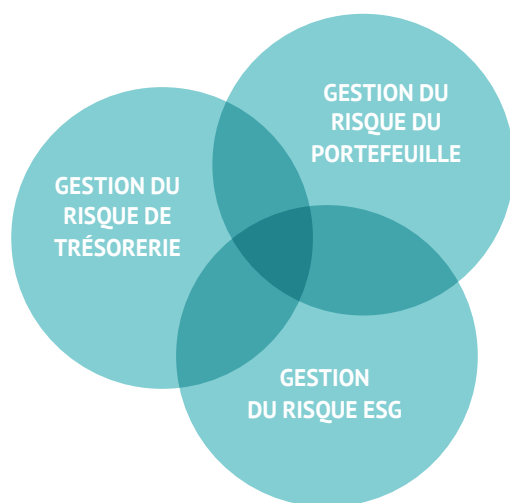 GESTION DU
RISQUE DU
PORTEFEUILLE
GESTION DU
RISQUE DE
TRÉSORERIE
GESTION
DU RISQUE ESG